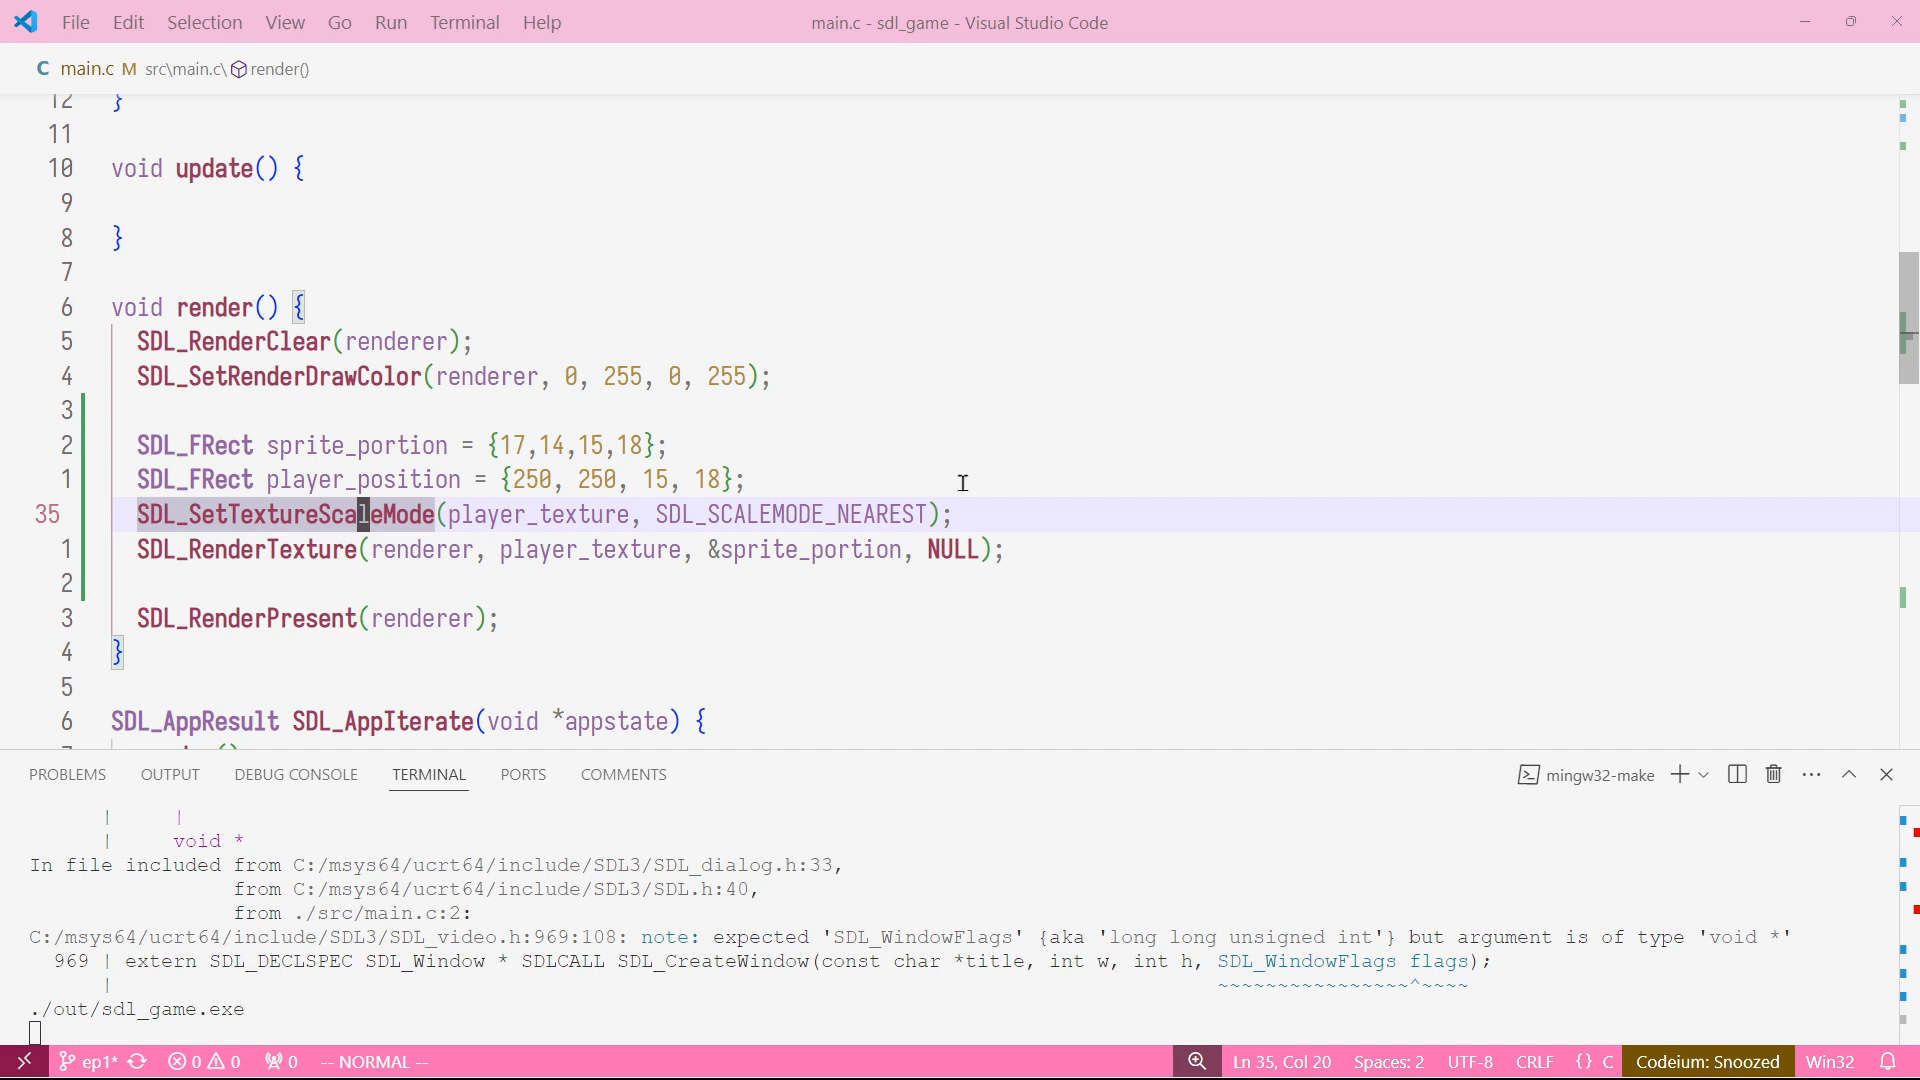 File Edit Selection View Go Run Terminal Help main.c - sdl_game - Visual Studio Code
C main.c M src\main.c\ render()
12 }
11
10 void update() {
9
8 }
7
6 void render() {
5 SDL_RenderClear(renderer);
4 SDL_SetRenderDrawColor(renderer, 0, 255, 0, 255);
3
2 SDL_FRect sprite_portion = {17,14,15,18};
1 SDL_FRect player_position = {250, 250, 15, 18};
35 SDL_SetTextureScaleMode(player_texture, SDL_SCALEMODE_NEAREST);
1 SDL_RenderTexture(renderer, player_texture, &sprite_portion, NULL);
2
3 SDL_RenderPresent(renderer);
4 }
5
6 SDL_AppResult SDL_AppIterate(void *appstate) {
PROBLEMS OUTPUT DEBUG CONSOLE TERMINAL PORTS COMMENTS mingw32-make
| |
| void *
In file included from C:/msys64/ucrt64/include/SDL3/SDL_dialog.h:33,
from C:/msys64/ucrt64/include/SDL3/SDL.h:40,
from ./src/main.c:2:
C:/msys64/ucrt64/include/SDL3/SDL_video.h:969:108: note: expected 'SDL_WindowFlags' {aka 'long long unsigned int'} but argument is of type 'void *'
969 | extern SDL_DECLSPEC SDL_Window * SDLCALL SDL_CreateWindow(const char *title, int w, int h, SDL_WindowFlags flags);
| ~~~~~~~~~~~~~~~~^~~~~
./out/sdl_game.exe
ep1* 0 0 0 -- NORMAL -- Ln 35, Col 20 Spaces: 2 UTF-8 CRLF {} C Codeium: Snoozed Win32